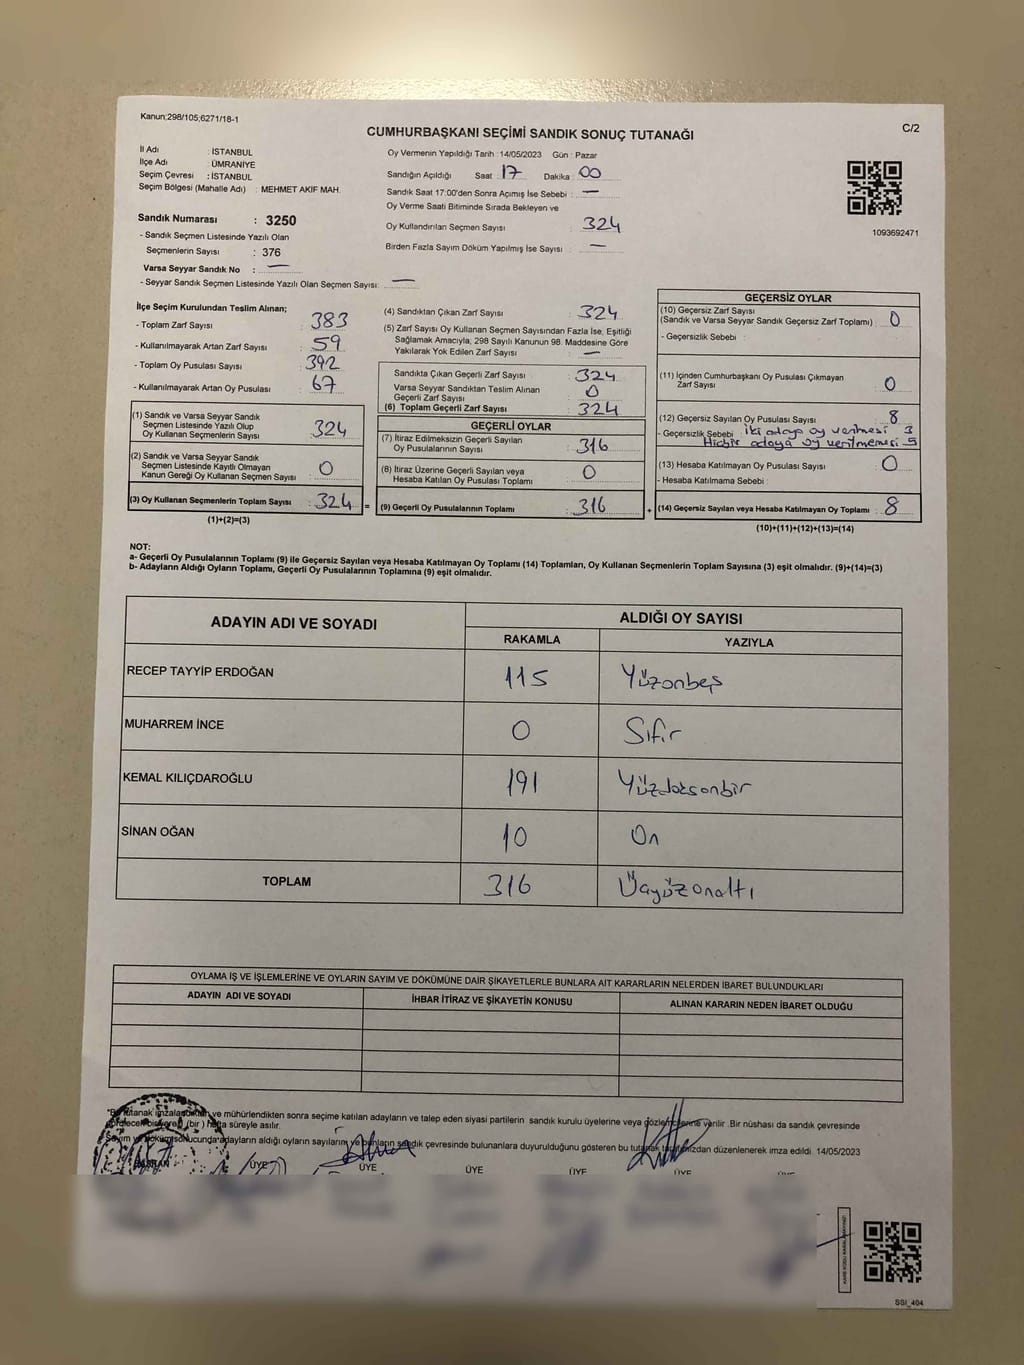 Kanun;298/105;6271/18-1
CUMHURBAŞKANI SEÇİMİ SANDIK SONUÇ TUTANAĞI
C/2
İl Adı : İSTANBUL
İlçe Adı : ÜMRANİYE
Seçim Çevresi : İSTANBUL
Seçim Bölgesi (Mahalle Adı) : MEHMET AKİF MAH.
Sandık Numarası : 3250
- Sandık Seçmen Listesinde Yazılı Olan
Seçmenlerin Sayısı : 376
Varsa Seyyar Sandık No : —
- Seyyar Sandık Seçmen Listesinde Yazılı Olan Seçmen Sayısı: —
Oy Vermenin Yapıldığı Tarih : 14/05/2023 Gün : Pazar
Sandığın Açıldığı Saat : 17 Dakika : 00
Sandık Saat 17:00'den Sonra Açımış İse Sebebi : —
Oy Verme Saati Bitiminde Sırada Bekleyen ve
Oy Kullandırılan Seçmen Sayısı : 324
Birden Fazla Sayım Döküm Yapılmış İse Sayısı : —
1093692471
İlçe Seçim Kurulundan Teslim Alınan;
- Toplam Zarf Sayısı : 383
- Kullanılmayarak Artan Zarf Sayısı : 59
- Toplam Oy Pusulası Sayısı : 392
- Kullanılmayarak Artan Oy Pusulası : 67
(1) Sandık ve Varsa Seyyar Sandık
Seçmen Listesinde Yazılı Olup
Oy Kullanan Seçmenlerin Sayısı : 324
(2) Sandık ve Varsa Seyyar Sandık
Seçmen Listesinde Kayıtlı Olmayan
Kanun Gereği Oy Kullanan Seçmen Sayısı : 0
(3) Oy Kullanan Seçmenlerin Toplam Sayısı : 324
(1)+(2)=(3)
=
(4) Sandıktan Çıkan Zarf Sayısı : 324
(5) Zarf Sayısı Oy Kullanan Seçmen Sayısından Fazla İse, Eşitliği
Sağlamak Amacıyla, 298 Sayılı Kanunun 98. Maddesine Göre
Yakılarak Yok Edilen Zarf Sayısı : —
Sandıkta Çıkan Geçerli Zarf Sayısı : 324
Varsa Seyyar Sandıktan Teslim Alınan
Geçerli Zarf Sayısı : 0
(6) Toplam Geçerli Zarf Sayısı : 324
GEÇERLİ OYLAR
(7) İtiraz Edilmeksizin Geçerli Sayılan
Oy Pusulalarının Sayısı : 316
(8) İtiraz Üzerine Geçerli Sayılan veya
Hesaba Katılan Oy Pusulası Toplamı : 0
(9) Geçerli Oy Pusulalarının Toplamı : 316
+
GEÇERSİZ OYLAR
(10) Geçersiz Zarf Sayısı
(Sandık ve Varsa Seyyar Sandık Geçersiz Zarf Toplamı) : 0
- Geçersizlik Sebebi :
(11) İçinden Cumhurbaşkanı Oy Pusulası Çıkmayan
Zarf Sayısı : 0
(12) Geçersiz Sayılan Oy Pusulası Sayısı : 8
- Geçersizlik Sebebi : İki adaya oy verilmesi 3
Hiçbir adaya oy verilmemesi 5
(13) Hesaba Katılmayan Oy Pusulası Sayısı : 0
- Hesaba Katılmama Sebebi :
(14) Geçersiz Sayılan veya Hesaba Katılmayan Oy Toplamı : 8
(10)+(11)+(12)+(13)=(14)
NOT:
a- Geçerli Oy Pusulalarının Toplamı (9) ile Geçersiz Sayılan veya Hesaba Katılmayan Oy Toplamı (14) Toplamları, Oy Kullanan Seçmenlerin Toplam Sayısına (3) eşit olmalıdır. (9)+(14)=(3)
b- Adayların Aldığı Oyların Toplamı, Geçerli Oy Pusulalarının Toplamına (9) eşit olmalıdır.
ADAYIN ADI VE SOYADI ALDIĞI OY SAYISI
RAKAMLA YAZIYLA
RECEP TAYYİP ERDOĞAN 115 Yüzonbeş
MUHARREM İNCE 0 Sıfır
KEMAL KILIÇDAROĞLU 191 Yüzdoksanbir
SİNAN OĞAN 10 On
TOPLAM 316 Üçyüzonaltı
OYLAMA İŞ VE İŞLEMLERİNE VE OYLARIN SAYIM VE DÖKÜMÜNE DAİR ŞİKAYETLERLE BUNLARA AİT KARARLARIN NELERDEN İBARET BULUNDUKLARI
ADAYIN ADI VE SOYADI İHBAR İTİRAZ VE ŞİKAYETİN KONUSU ALINAN KARARIN NEDEN İBARET OLDUĞU
tutanak imzalandıktan ve mühürlendikten sonra seçime katılan adayların ve talep eden siyasi partilerin sandık kurulu üyelerine veya gözlemcilerine verilir .Bir nüshası da sandık çevresinde
(bir ) hafta süreyle asılır.
Sayım ve döküm sonucunda adayların aldığı oyların sayılarını ve bunların sandık çevresinde bulunanlara duyurulduğunu gösteren bu tutanak tarafımızdan düzenlenerek imza edildi. 14/05/2023
BAŞKAN ÜYE ÜYE ÜYE ÜYE ÜYE
SSI_404